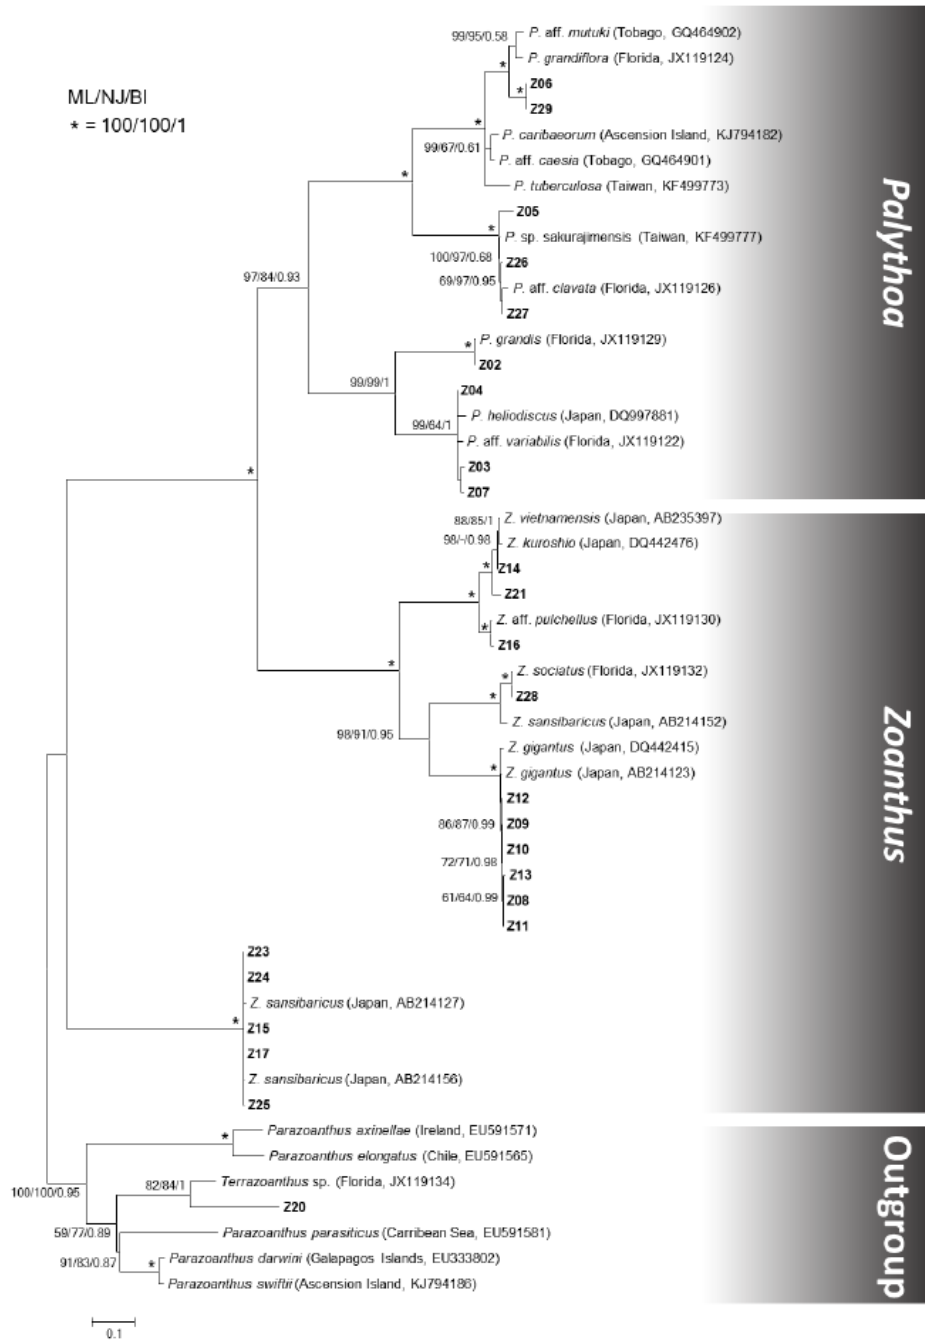 99/95/0.58
P. aff. mutuki (Tobago, GQ464902)
P. grandiflora (Florida, JX119124)
ML/NJ/BI
* = 100/100/1
*
*
Z06
Z29
*
P. caribaeorum (Ascension Island, KJ794182)
99/67/0.61
P. aff. caesia (Tobago, GQ464901)
*
P. tuberculosa (Taiwan, KF499773)
*
Z05
P. sp. sakurajimensis (Taiwan, KF499777)
100/97/0.68
Z26
69/97/0.95
P. aff. clavata (Florida, JX119126)
Z27
97/84/0.93
*
P. grandis (Florida, JX119129)
Z02
99/99/1
Z04
P. heliodiscus (Japan, DQ997881)
99/64/1
P. aff. variabilis (Florida, JX119122)
*
Z03
Z07
Palythoa
88/85/1
Z. vietnamensis (Japan, AB235397)
98/-/0.98
Z. kuroshio (Japan, DQ442476)
*
Z14
*
Z21
Z. aff. pulchellus (Florida, JX119130)
*
Z16
*
*
Z. sociatus (Florida, JX119132)
*
Z28
Z. sansibaricus (Japan, AB214152)
98/91/0.95
Z. gigantus (Japan, DQ442415)
*
Z. gigantus (Japan, AB214123)
Z12
86/87/0.99
Z09
Z10
72/71/0.98
Z13
61/64/0.99
Z08
Z11
Z23
Z24
Z. sansibaricus (Japan, AB214127)
*
Z15
Z17
Z. sansibaricus (Japan, AB214156)
Z25
Zoanthus
*
Parazoanthus axinellae (Ireland, EU591571)
Parazoanthus elongatus (Chile, EU591565)
100/100/0.95
82/84/1
Terrazoanthus sp. (Florida, JX119134)
Z20
59/77/0.89
Parazoanthus parasiticus (Carribean Sea, EU591581)
91/83/0.87
*
Parazoanthus darwini (Galapagos Islands, EU333802)
Parazoanthus swiftii (Ascension Island, KJ794186)
Outgroup
0.1